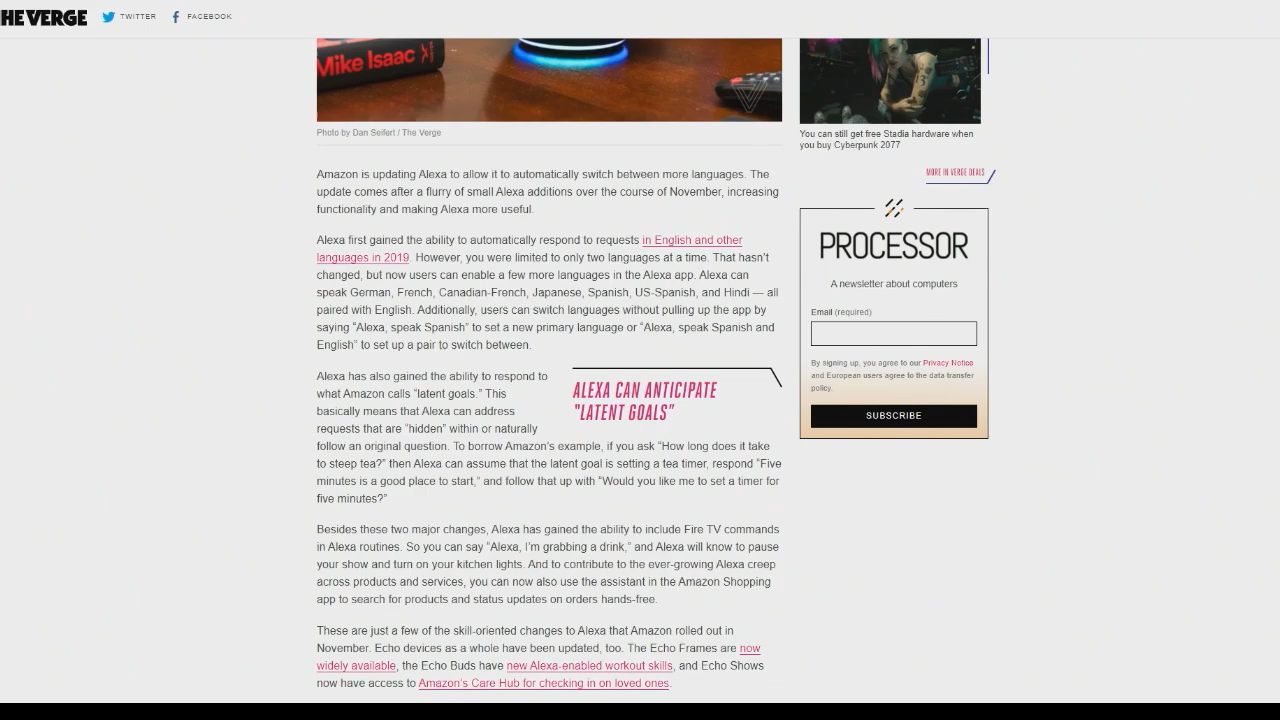 HE VERGE
TWITTER
FACEBOOK
Mike Isaac
Photo by Dan Seifert / The Verge
Amazon is updating Alexa to allow it to automatically switch between more languages. The
update comes after a flurry of small Alexa additions over the course of November, increasing
functionality and making Alexa more useful.
Alexa first gained the ability to automatically respond to requests in English and other
languages in 2019. However, you were limited to only two languages at a time. That hasn’t
changed, but now users can enable a few more languages in the Alexa app. Alexa can
speak German, French, Canadian-French, Japanese, Spanish, US-Spanish, and Hindi — all
paired with English. Additionally, users can switch languages without pulling up the app by
saying “Alexa, speak Spanish” to set a new primary language or “Alexa, speak Spanish and
English” to set up a pair to switch between.
Alexa has also gained the ability to respond to
what Amazon calls “latent goals.” This
basically means that Alexa can address
requests that are “hidden” within or naturally
follow an original question. To borrow Amazon’s example, if you ask “How long does it take
to steep tea?” then Alexa can assume that the latent goal is setting a tea timer, respond “Five
minutes is a good place to start,” and follow that up with “Would you like me to set a timer for
five minutes?”
ALEXA CAN ANTICIPATE
“LATENT GOALS”
Besides these two major changes, Alexa has gained the ability to include Fire TV commands
in Alexa routines. So you can say “Alexa, I’m grabbing a drink,” and Alexa will know to pause
your show and turn on your kitchen lights. And to contribute to the ever-growing Alexa creep
across products and services, you can now also use the assistant in the Amazon Shopping
app to search for products and status updates on orders hands-free.
These are just a few of the skill-oriented changes to Alexa that Amazon rolled out in
November. Echo devices as a whole have been updated, too. The Echo Frames are now
widely available, the Echo Buds have new Alexa-enabled workout skills, and Echo Shows
now have access to Amazon’s Care Hub for checking in on loved ones.
You can still get free Stadia hardware when
you buy Cyberpunk 2077
MORE IN VERGE DEALS
PROCESSOR
A newsletter about computers
Email (required)
By signing up, you agree to our Privacy Notice
and European users agree to the data transfer
policy.
SUBSCRIBE